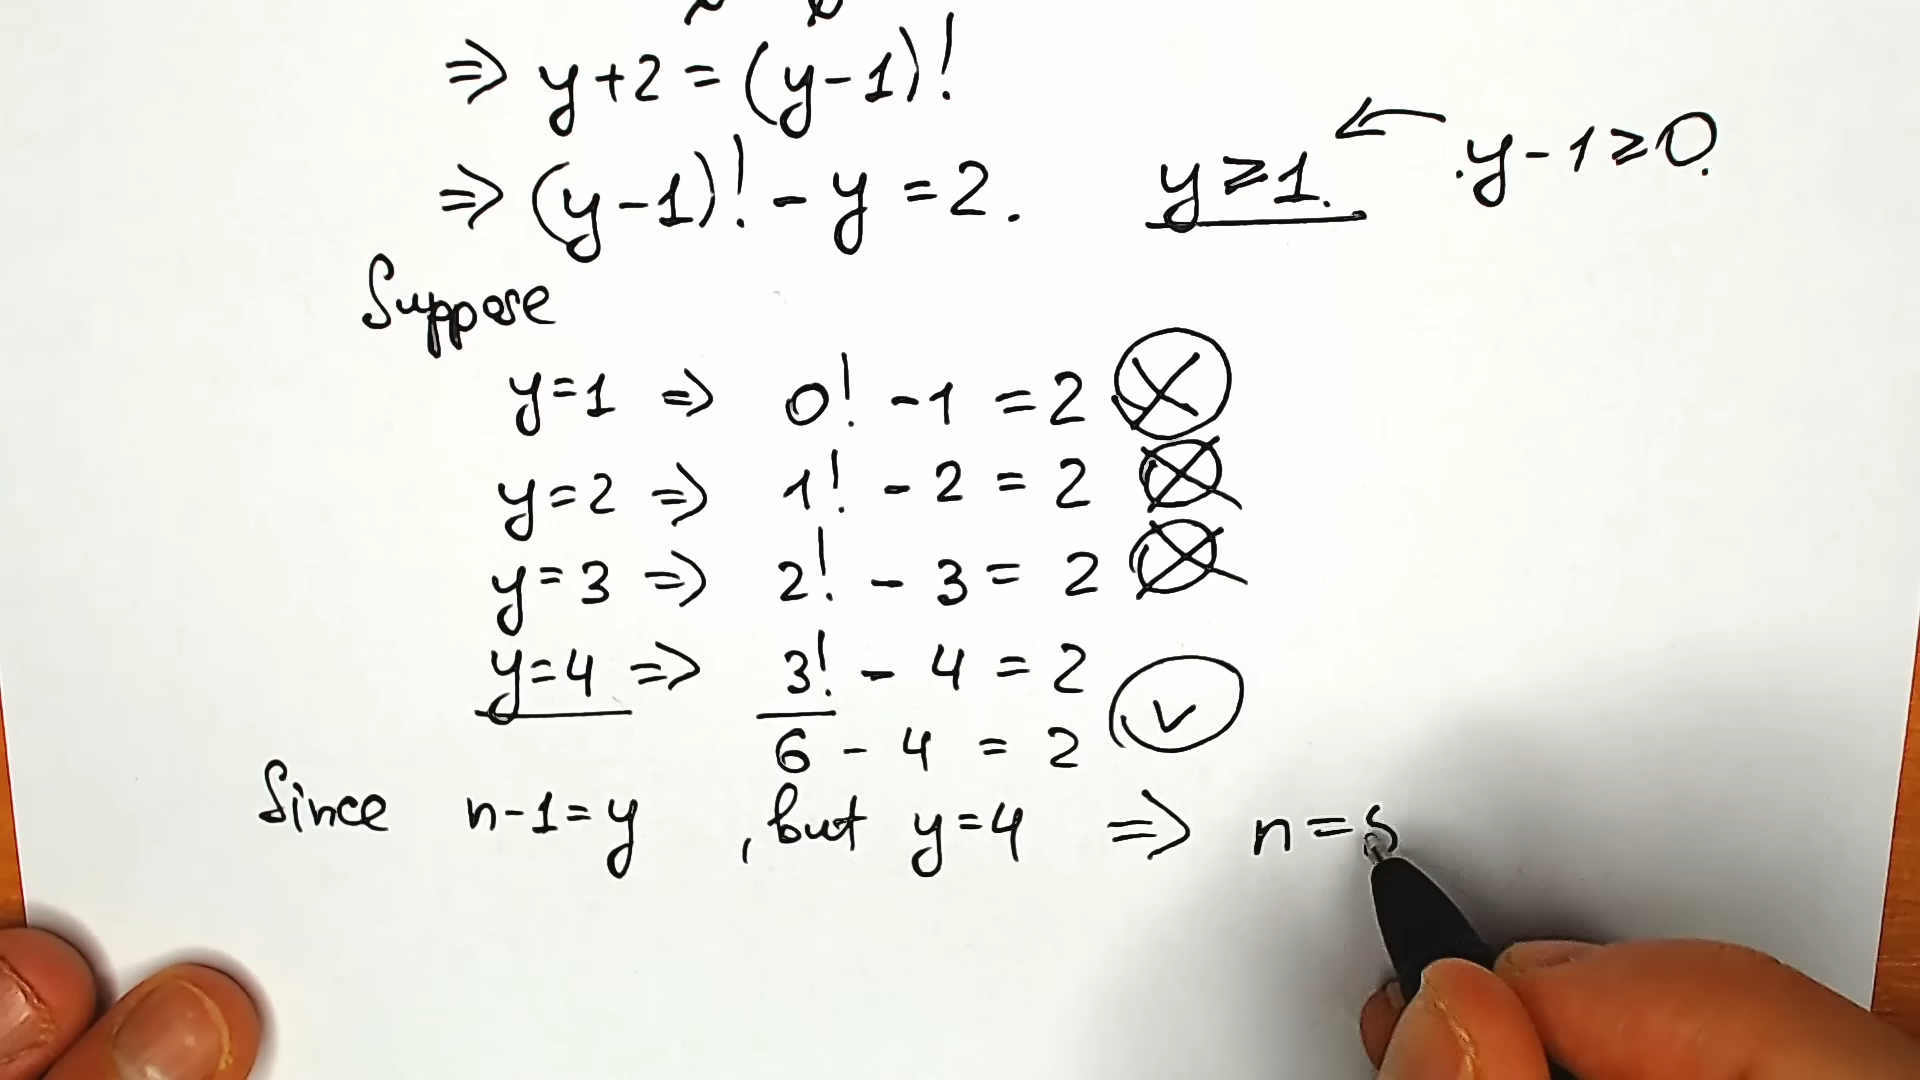 ⇒ y+2 = (y-1)!
⇒ (y-1)! - y = 2. y ≥ 1. ← y-1 ≥ 0.
Suppose
y=1 ⇒ 0! - 1 = 2
y=2 ⇒ 1! - 2 = 2
y=3 ⇒ 2! - 3 = 2
y=4 ⇒ 3! - 4 = 2
6 - 4 = 2 ✓
Since n-1=y , but y=4 ⇒ n=5